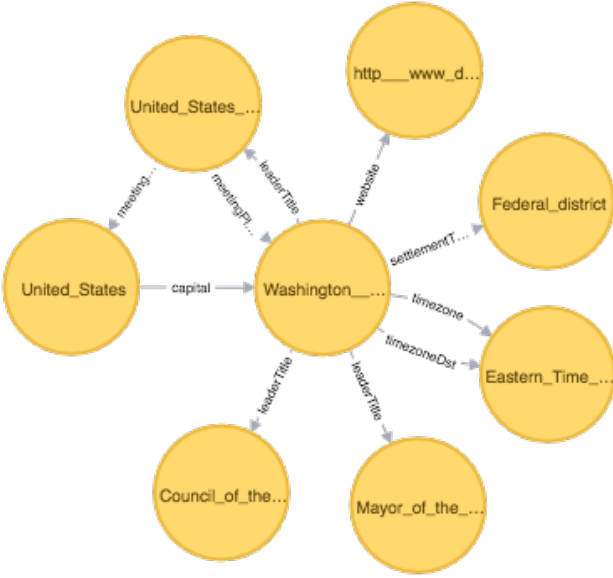 http___www_d…
United_States_…
meeting…
meetingPl…
leaderTitle
website
Federal_district
settlementT…
United_States
capital
Washington__…
timezone
timezoneDst
Eastern_Time_…
leaderTitle
leaderTitle
Council_of_the…
Mayor_of_the_…